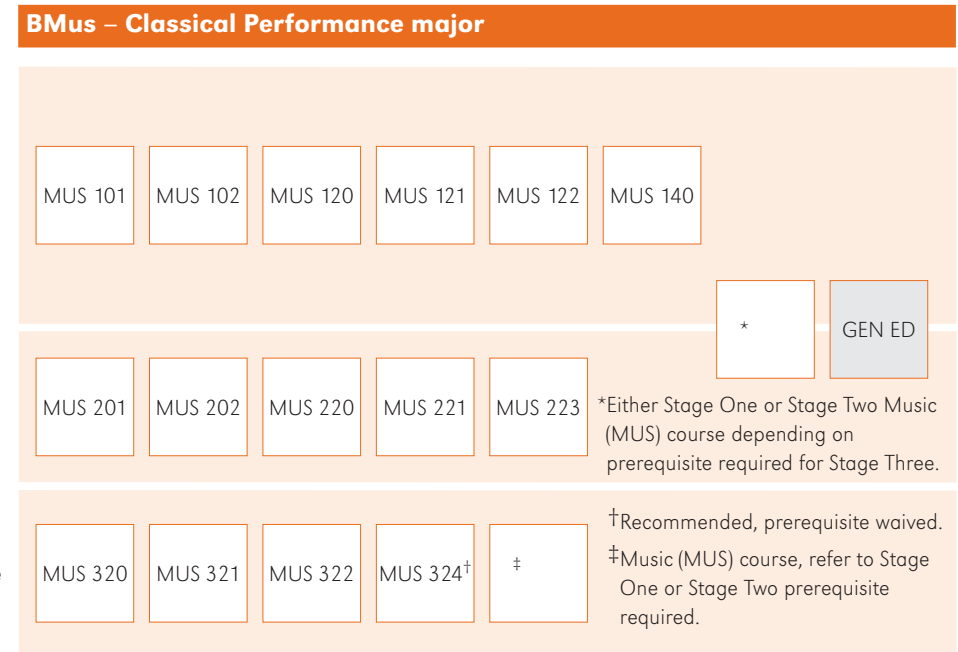 BMus – Classical Performance major
MUS 101 MUS 102 MUS 120 MUS 121 MUS 122 MUS 140
* GEN ED
MUS 201 MUS 202 MUS 220 MUS 221 MUS 223
*Either Stage One or Stage Two Music
(MUS) course depending on
prerequisite required for Stage Three.
MUS 320 MUS 321 MUS 322 MUS 324† ‡
†Recommended, prerequisite waived.
‡Music (MUS) course, refer to Stage
One or Stage Two prerequisite
required.